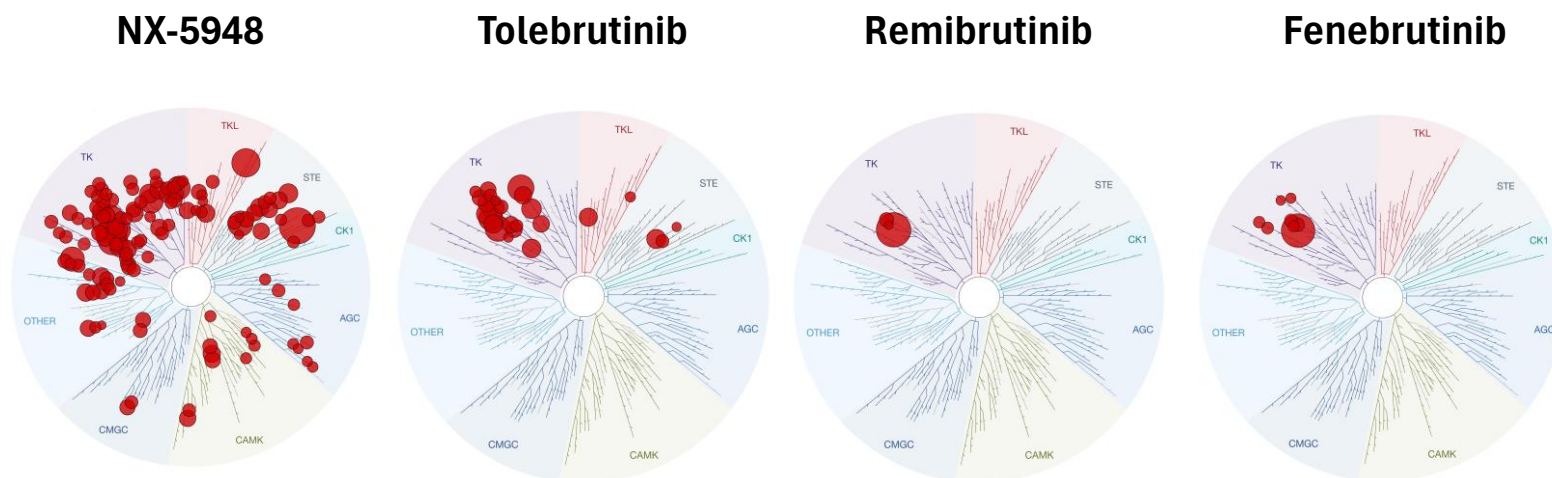 NX-5948
Tolebrutinib
Remibrutinib
Fenebrutinib
TK
TKL
STE
CK1
AGC
CAMK
CMGC
OTHER
TK
TKL
STE
CK1
AGC
CAMK
CMGC
OTHER
TK
TKL
STE
CK1
AGC
CAMK
CMGC
OTHER
TK
TKL
STE
CK1
AGC
CAMK
CMGC
OTHER